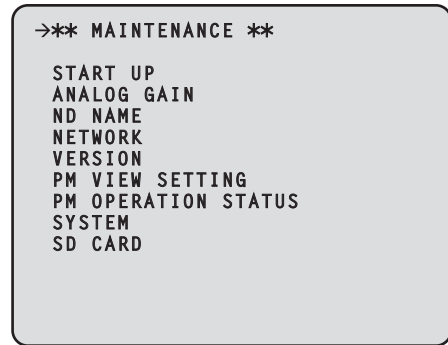 →** MAINTENANCE **
START UP
ANALOG GAIN
ND NAME
NETWORK
VERSION
PM VIEW SETTING
PM OPERATION STATUS
SYSTEM
SD CARD